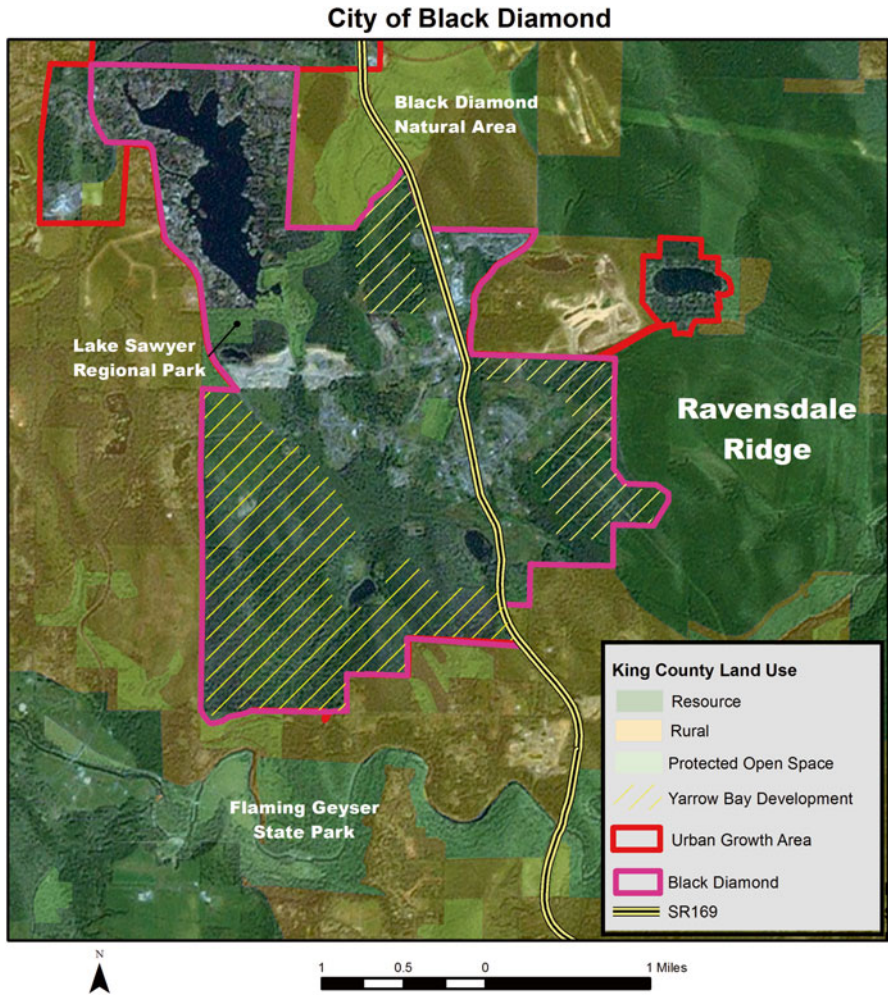 City of Black Diamond
Black Diamond
Natural Area
Lake Sawyer
Regional Park
Ravensdale
Ridge
Flaming Geyser
State Park
King County Land Use
Resource
Rural
Protected Open Space
Yarrow Bay Development
Urban Growth Area
Black Diamond
SR169
N
1 0.5 0 1 Miles